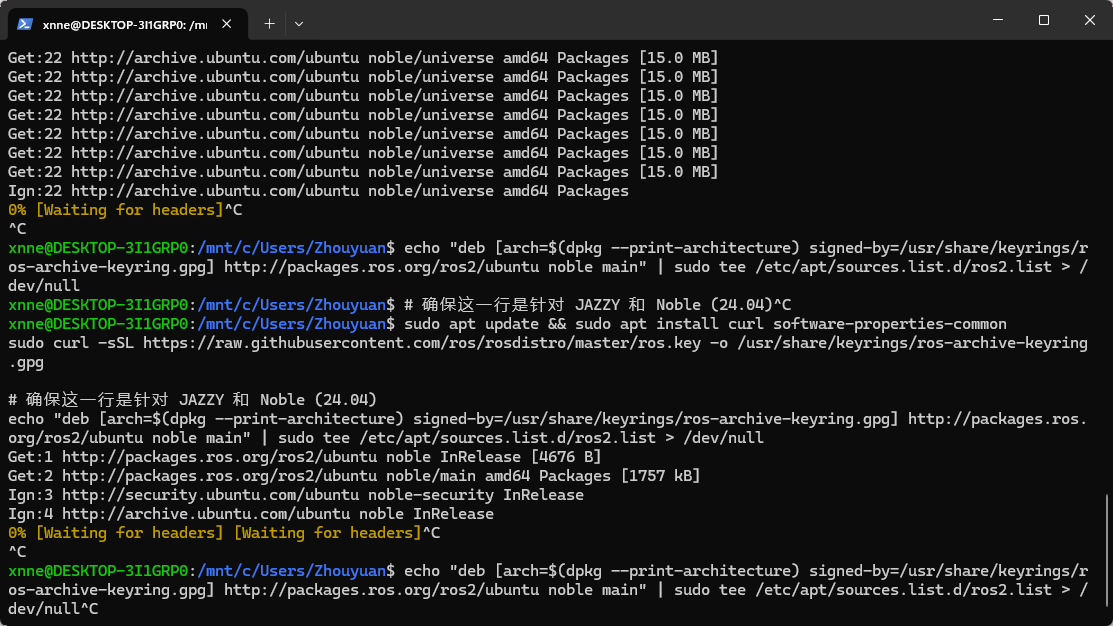 xnne@DESKTOP-3I1GRP0: /mn
Get:22 http://archive.ubuntu.com/ubuntu noble/universe amd64 Packages [15.0 MB]
Get:22 http://archive.ubuntu.com/ubuntu noble/universe amd64 Packages [15.0 MB]
Get:22 http://archive.ubuntu.com/ubuntu noble/universe amd64 Packages [15.0 MB]
Get:22 http://archive.ubuntu.com/ubuntu noble/universe amd64 Packages [15.0 MB]
Get:22 http://archive.ubuntu.com/ubuntu noble/universe amd64 Packages [15.0 MB]
Get:22 http://archive.ubuntu.com/ubuntu noble/universe amd64 Packages [15.0 MB]
Get:22 http://archive.ubuntu.com/ubuntu noble/universe amd64 Packages [15.0 MB]
Ign:22 http://archive.ubuntu.com/ubuntu noble/universe amd64 Packages
0% [Waiting for headers]^C
^C
xnne@DESKTOP-3I1GRP0:/mnt/c/Users/Zhouyuan$ echo "deb [arch=$(dpkg --print-architecture) signed-by=/usr/share/keyrings/r
os-archive-keyring.gpg] http://packages.ros.org/ros2/ubuntu noble main" | sudo tee /etc/apt/sources.list.d/ros2.list > /
dev/null
xnne@DESKTOP-3I1GRP0:/mnt/c/Users/Zhouyuan$ # 确保这一行是针对 JAZZY 和 Noble (24.04)^C
xnne@DESKTOP-3I1GRP0:/mnt/c/Users/Zhouyuan$ sudo apt update && sudo apt install curl software-properties-common
sudo curl -sSL https://raw.githubusercontent.com/ros/rosdistro/master/ros.key -o /usr/share/keyrings/ros-archive-keyring
.gpg
# 确保这一行是针对 JAZZY 和 Noble (24.04)
echo "deb [arch=$(dpkg --print-architecture) signed-by=/usr/share/keyrings/ros-archive-keyring.gpg] http://packages.ros.
org/ros2/ubuntu noble main" | sudo tee /etc/apt/sources.list.d/ros2.list > /dev/null
Get:1 http://packages.ros.org/ros2/ubuntu noble InRelease [4676 B]
Get:2 http://packages.ros.org/ros2/ubuntu noble/main amd64 Packages [1757 kB]
Ign:3 http://security.ubuntu.com/ubuntu noble-security InRelease
Ign:4 http://archive.ubuntu.com/ubuntu noble InRelease
0% [Waiting for headers] [Waiting for headers]^C
^C
xnne@DESKTOP-3I1GRP0:/mnt/c/Users/Zhouyuan$ echo "deb [arch=$(dpkg --print-architecture) signed-by=/usr/share/keyrings/r
os-archive-keyring.gpg] http://packages.ros.org/ros2/ubuntu noble main" | sudo tee /etc/apt/sources.list.d/ros2.list > /
dev/null^C